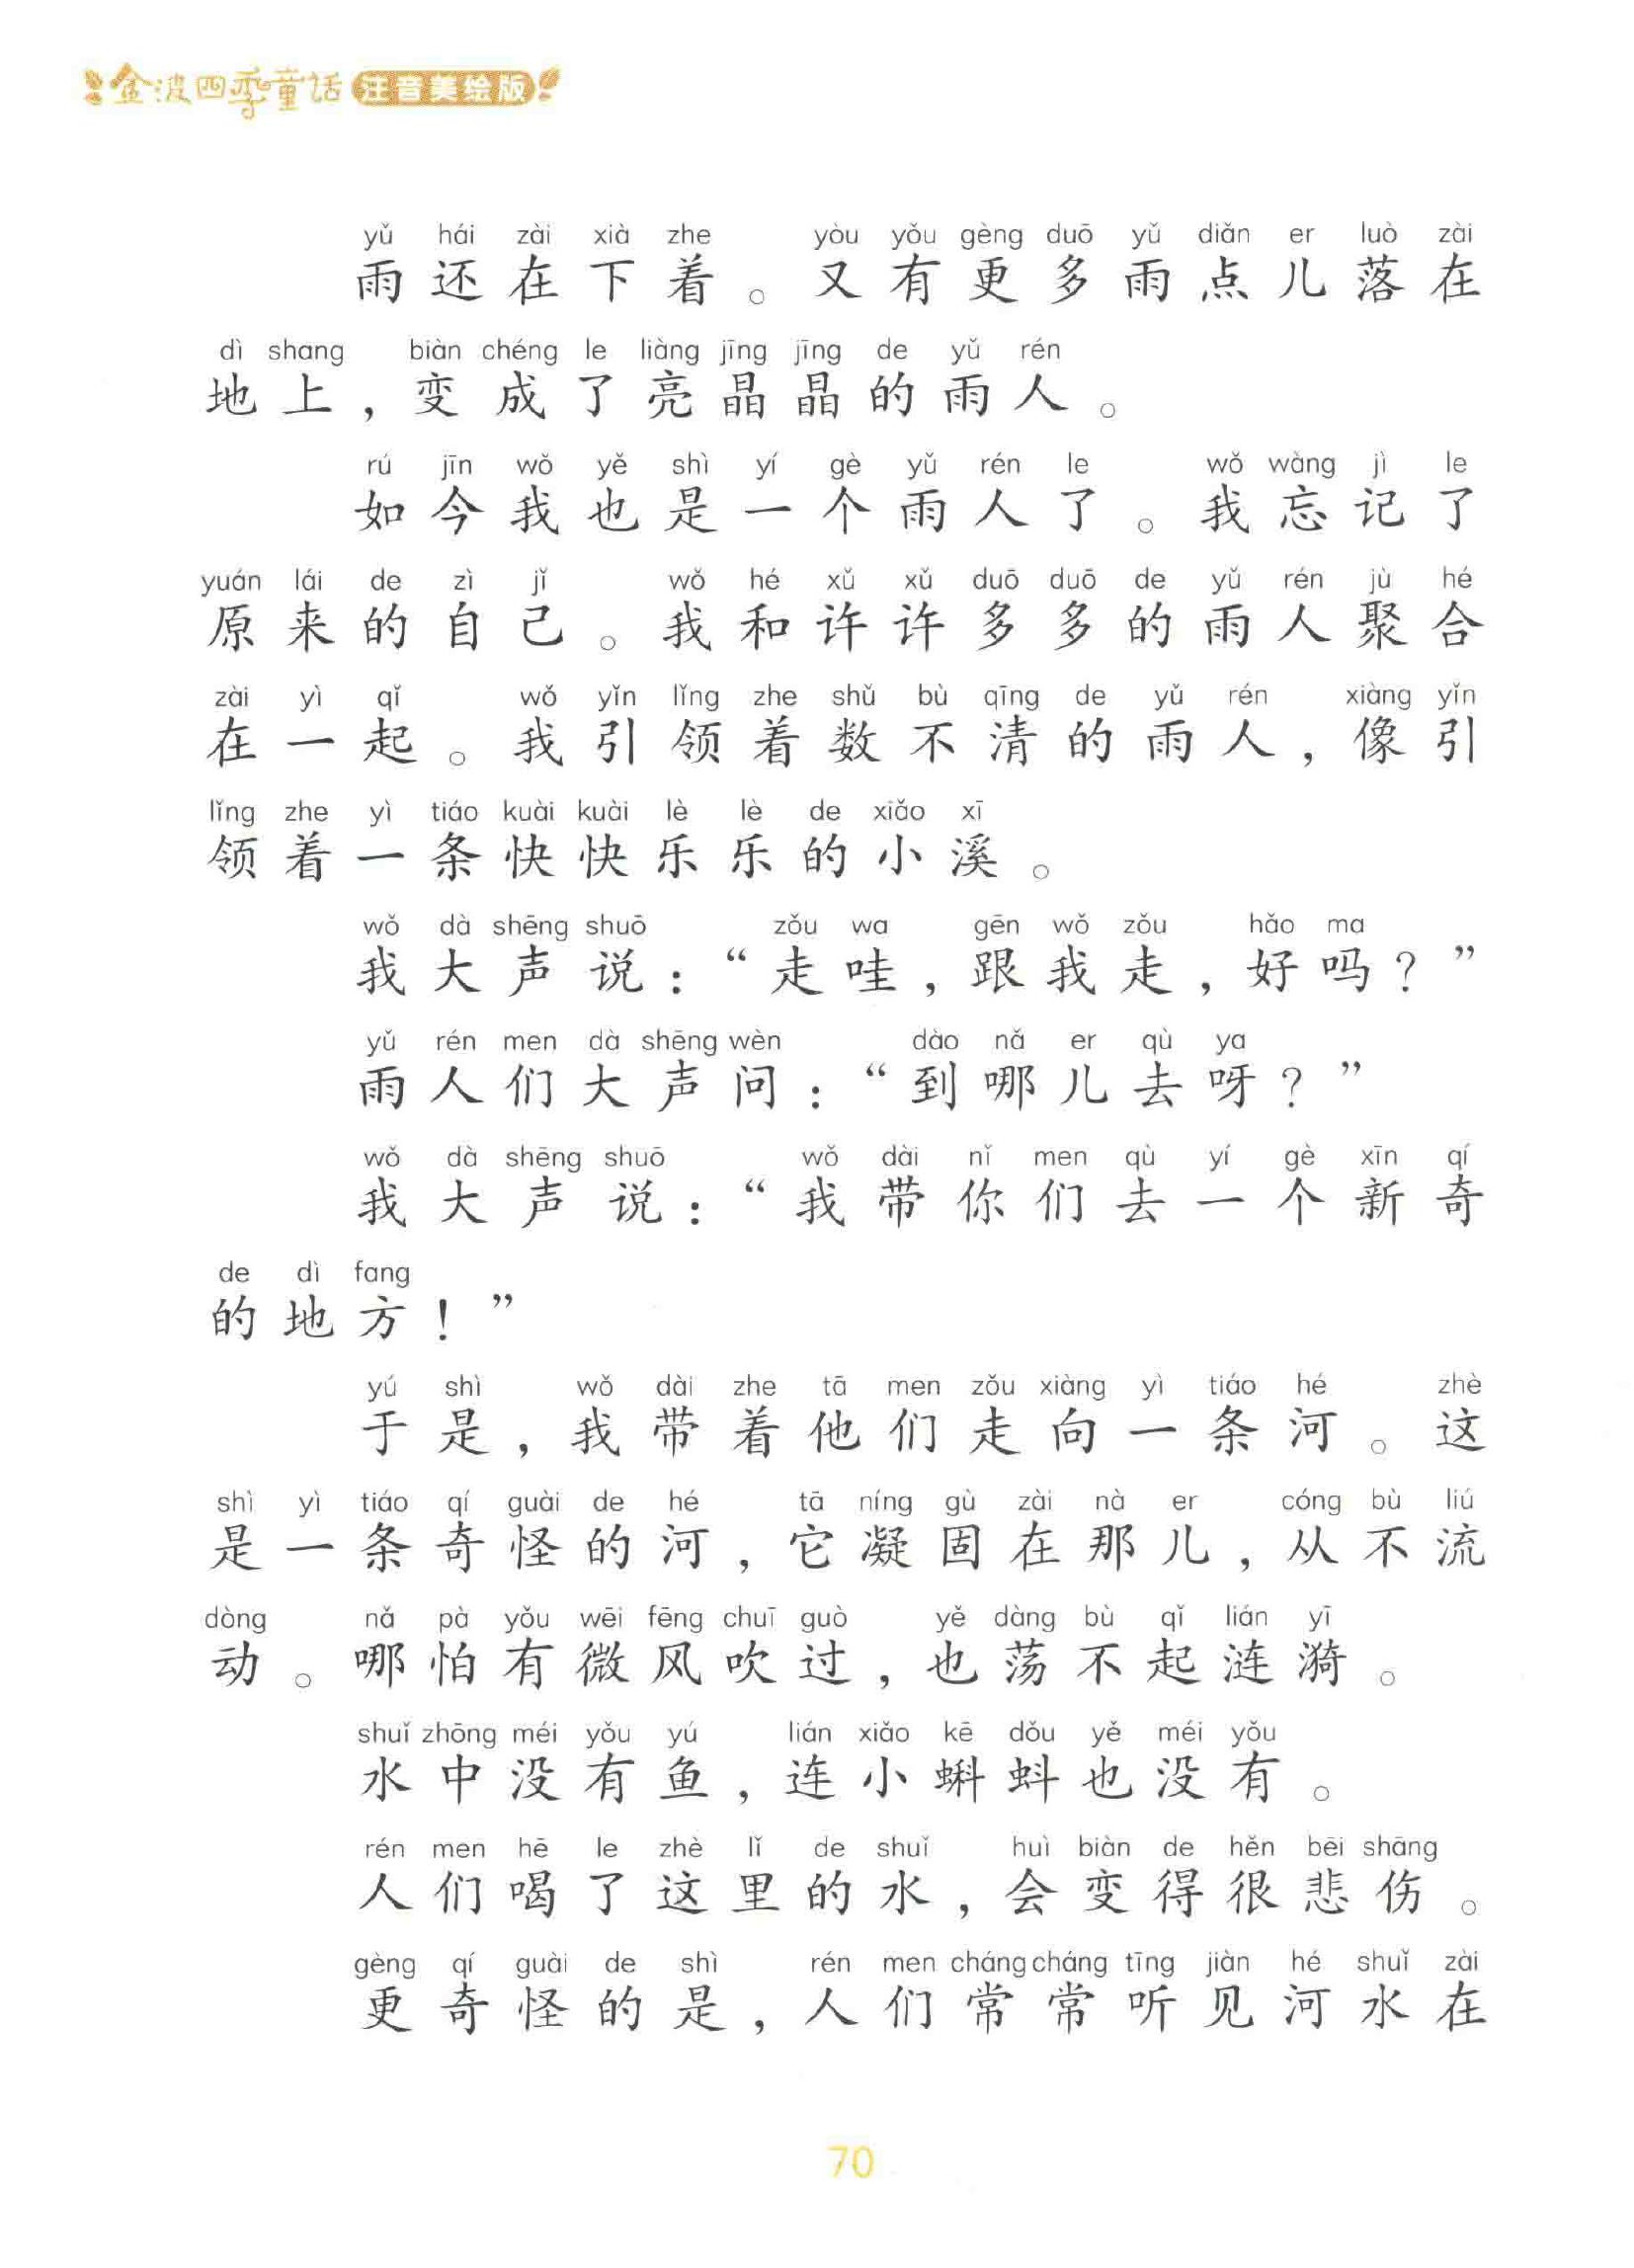 金波四季童话 注音美绘版
yǔ hái zài xià zhe yòu yǒu gèng duō yǔ diǎn er luò zài
雨还在下着。又有更多雨点儿落在
dì shang biàn chéng le liàng jīng jīng de yǔ rén
地上，变成了亮晶晶的雨人。
rú jīn wǒ yě shì yí gè yǔ rén le wǒ wàng jì le
如今我也是一个雨人了。我忘记了
yuán lái de zì jǐ wǒ hé xǔ xǔ duō duō de yǔ rén jù hé
原来的自己。我和许许多多的雨人聚合
zài yì qǐ wǒ yǐn lǐng zhe shǔ bù qīng de yǔ rén xiàng yǐn
在一起。我引领着数不清的雨人，像引
lǐng zhe yì tiáo kuài kuài lè lè de xiǎo xī
领着一条快快乐乐的小溪。
wǒ dà shēng shuō zǒu wa gēn wǒ zǒu hǎo ma
我大声说：“走哇，跟我走，好吗？”
yǔ rén men dà shēng wèn dào nǎ er qù ya
雨人们大声问：“到哪儿去呀？”
wǒ dà shēng shuō wǒ dài nǐ men qù yí gè xīn qí
我大声说：“我带你们去一个新奇
de dì fang
的地方！”
yú shì wǒ dài zhe tā men zǒu xiàng yì tiáo hé zhè
于是，我带着他们走向一条河。这
shì yì tiáo qí guài de hé tā níng gù zài nà er cóng bù liú
是一条奇怪的河，它凝固在那儿，从不流
dòng nǎ pà yǒu wēi fēng chuī guò yě dàng bù qǐ lián yī
动。哪怕有微风吹过，也荡不起涟漪。
shuǐ zhōng méi yǒu yú lián xiǎo kē dǒu yě méi yǒu
水中没有鱼，连小蝌蚪也没有。
rén men hē le zhè lǐ de shuǐ huì biàn de hěn bēi shāng
人们喝了这里的水，会变得很悲伤。
gèng qí guài de shì rén men cháng cháng tīng jiàn hé shuǐ zài
更奇怪的是，人们常常听见河水在
70